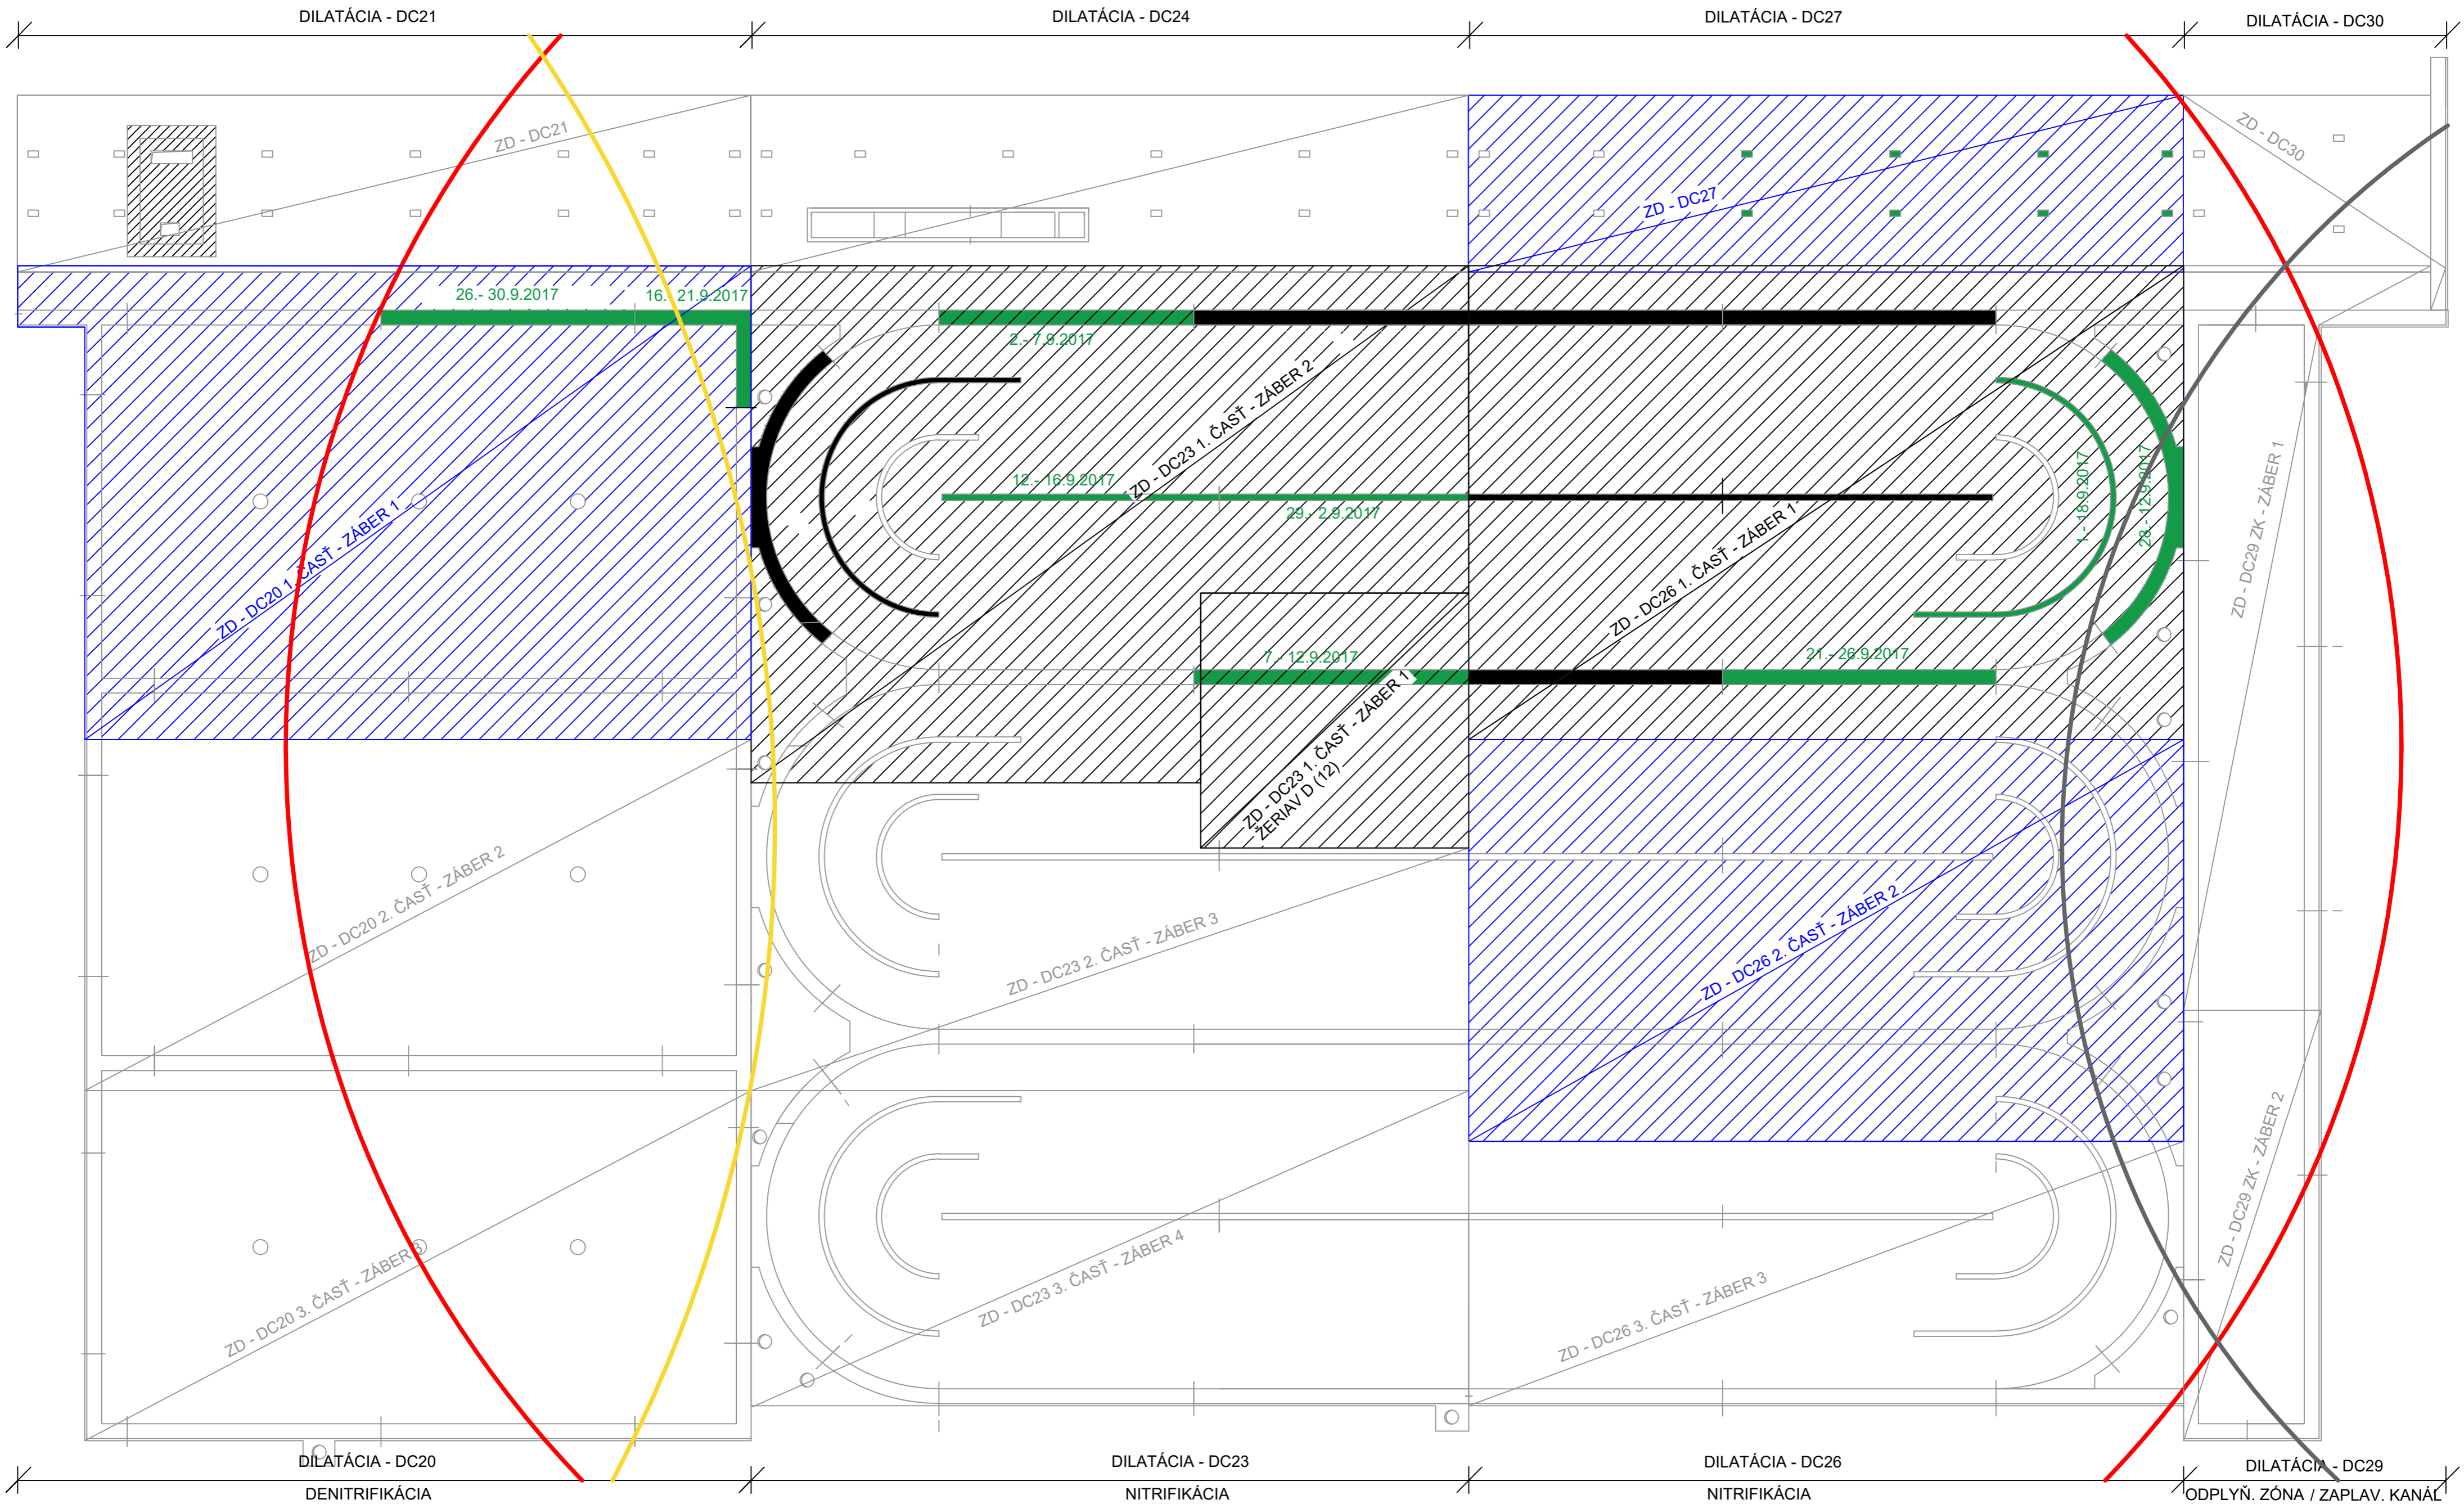 DILATÁCIA - DC21
DILATÁCIA - DC24
DILATÁCIA - DC27
DILATÁCIA - DC30
ZD - DC21
ZD - DC27
ZD - DC30
26.- 30.9.2017
16.- 21.9.2017
2.- 7.9.2017
ZD - DC23 1. ČASŤ - ZÁBER 2
12.- 16.9.2017
29.- 2.9.2017
1.- 18.9.2017
28.- 12.9.2017
ZD - DC29 ZK - ZÁBER 1
ZD - DC20 1. ČASŤ - ZÁBER 1
ZD - DC26 1. ČASŤ - ZÁBER 1
7.- 12.9.2017
21.- 26.9.2017
ZD - DC23 1. ČASŤ - ZÁBER 1
ŽERIAV D (12)
ZD - DC20 2. ČASŤ - ZÁBER 2
ZD - DC23 2. ČASŤ - ZÁBER 3
ZD - DC26 2. ČASŤ - ZÁBER 2
ZD - DC29 ZK - ZÁBER 2
ZD - DC20 3. ČASŤ - ZÁBER 3
ZD - DC23 3. ČASŤ - ZÁBER 4
ZD - DC26 3. ČASŤ - ZÁBER 3
DILATÁCIA - DC20
DILATÁCIA - DC23
DILATÁCIA - DC26
DILATÁCIA - DC29
DENITRIFIKÁCIA
NITRIFIKÁCIA
NITRIFIKÁCIA
ODPLYŇ. ZÓNA / ZAPLAV. KANÁL